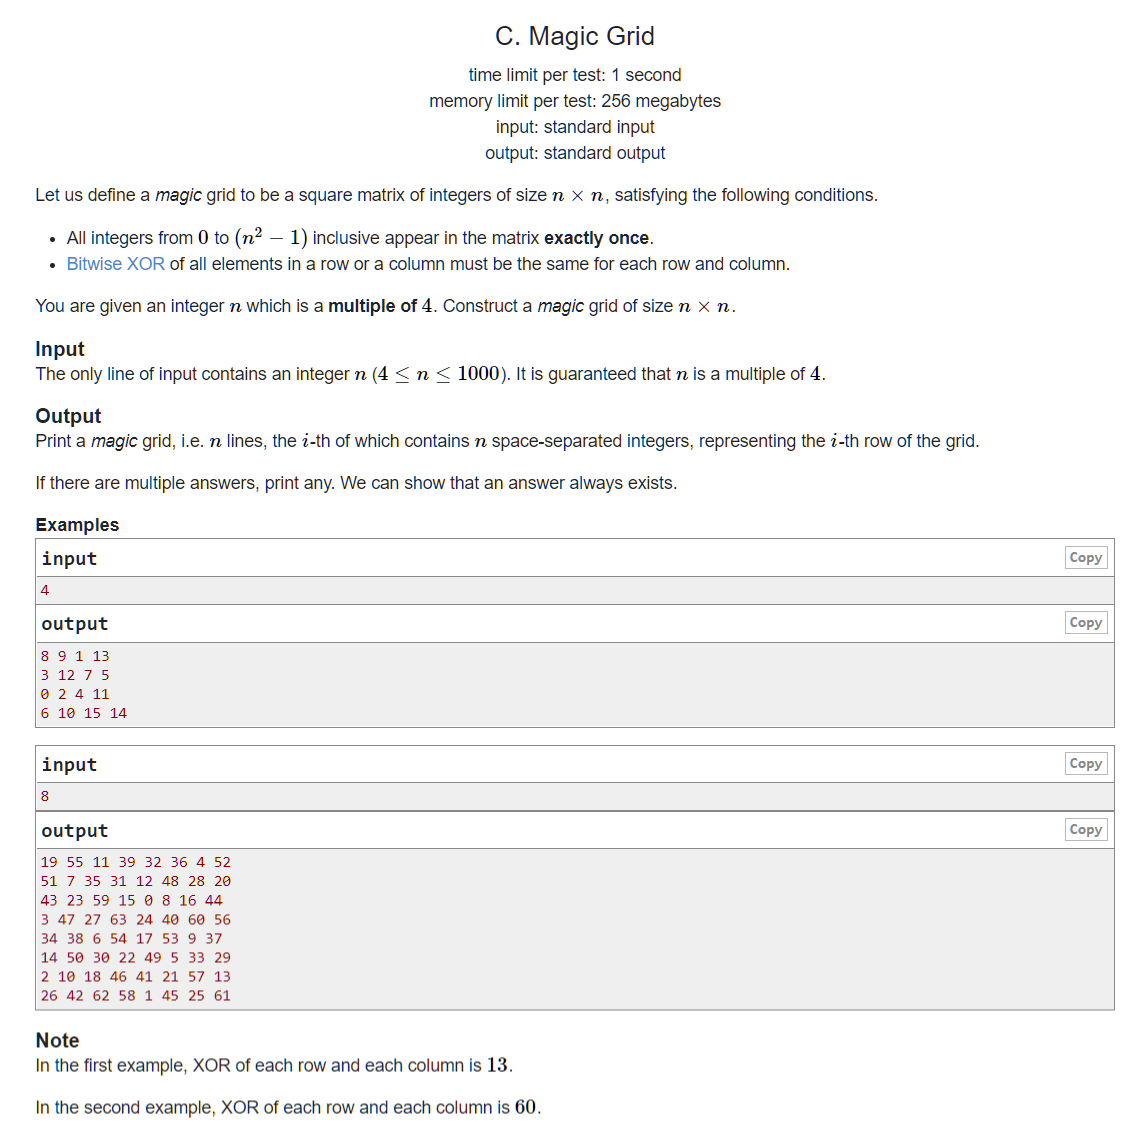 C. Magic Grid
time limit per test: 1 second
memory limit per test: 256 megabytes
input: standard input
output: standard output
Let us define a magic grid to be a square matrix of integers of size n × n, satisfying the following conditions.
• All integers from 0 to (n² − 1) inclusive appear in the matrix exactly once.
• Bitwise XOR of all elements in a row or a column must be the same for each row and column.
You are given an integer n which is a multiple of 4. Construct a magic grid of size n × n.
Input
The only line of input contains an integer n (4 ≤ n ≤ 1000). It is guaranteed that n is a multiple of 4.
Output
Print a magic grid, i.e. n lines, the i-th of which contains n space-separated integers, representing the i-th row of the grid.
If there are multiple answers, print any. We can show that an answer always exists.
Examples
input Copy
4
output Copy
8 9 1 13
3 12 7 5
0 2 4 11
6 10 15 14
input Copy
8
output Copy
19 55 11 39 32 36 4 52
51 7 35 31 12 48 28 20
43 23 59 15 0 8 16 44
3 47 27 63 24 40 60 56
34 38 6 54 17 53 9 37
14 50 30 22 49 5 33 29
2 10 18 46 41 21 57 13
26 42 62 58 1 45 25 61
Note
In the first example, XOR of each row and each column is 13.
In the second example, XOR of each row and each column is 60.